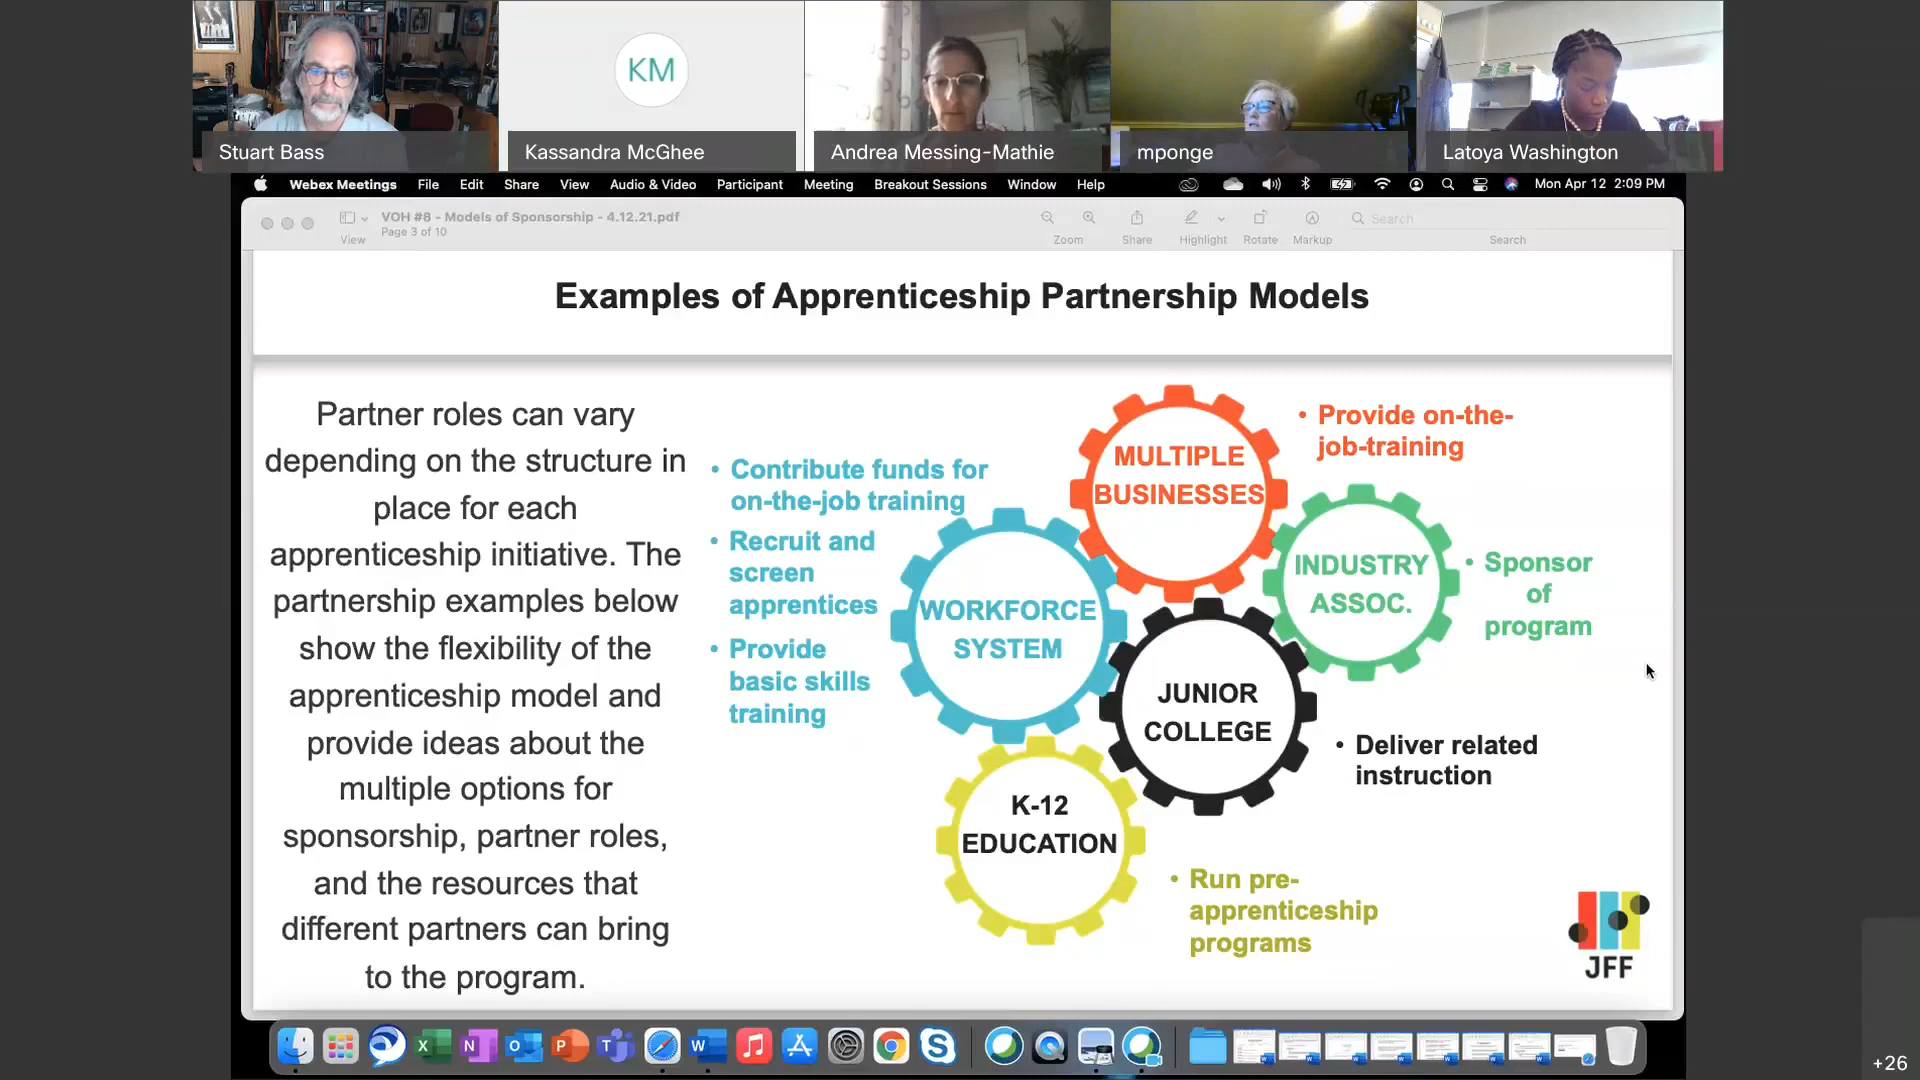 KM
Stuart Bass
Kassandra McGhee
Andrea Messing-Mathie
mponge
Latoya Washington
Webex Meetings File Edit Share View Audio & Video Participant Meeting Breakout Sessions Window Help Mon Apr 12 2:09 PM
VOH #8 - Models of Sponsorship - 4.12.21.pdf
Page 3 of 10
View
Zoom
Share
Highlight
Rotate
Markup
Search
Search
Examples of Apprenticeship Partnership Models
Partner roles can vary
depending on the structure in
place for each
apprenticeship initiative. The
partnership examples below
show the flexibility of the
apprenticeship model and
provide ideas about the
multiple options for
sponsorship, partner roles,
and the resources that
different partners can bring
to the program.
• Contribute funds for
on-the-job training
• Recruit and
screen
apprentices
• Provide
basic skills
training
WORKFORCE
SYSTEM
MULTIPLE
BUSINESSES
• Provide on-the-
job-training
INDUSTRY
ASSOC.
• Sponsor
of
program
JUNIOR
COLLEGE
• Deliver related
instruction
K-12
EDUCATION
• Run pre-
apprenticeship
programs
JFF
+26